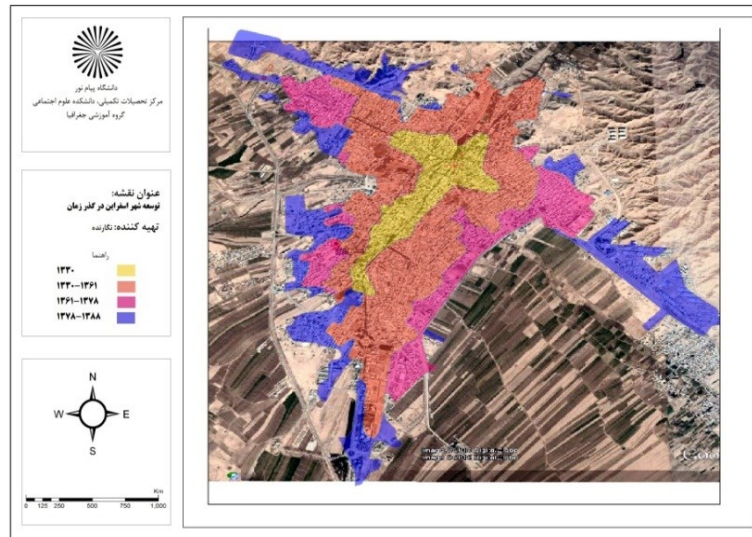 دانشگاه پیام نور
مرکز تحصیلات تکمیلی، دانشکده علوم اجتماعی
گروه آموزشی جغرافیا
عنوان نقشه:
توسعه شهر اسفراین در گذر زمان
تهیه کننده: نگارنده
راهنما
۱۳۳۰
۱۳۳۰-۱۳۶۱
۱۳۶۱-۱۳۷۸
۱۳۷۸-۱۳۸۸
N
W E
S
Km
0 125 250 500 750 1,000